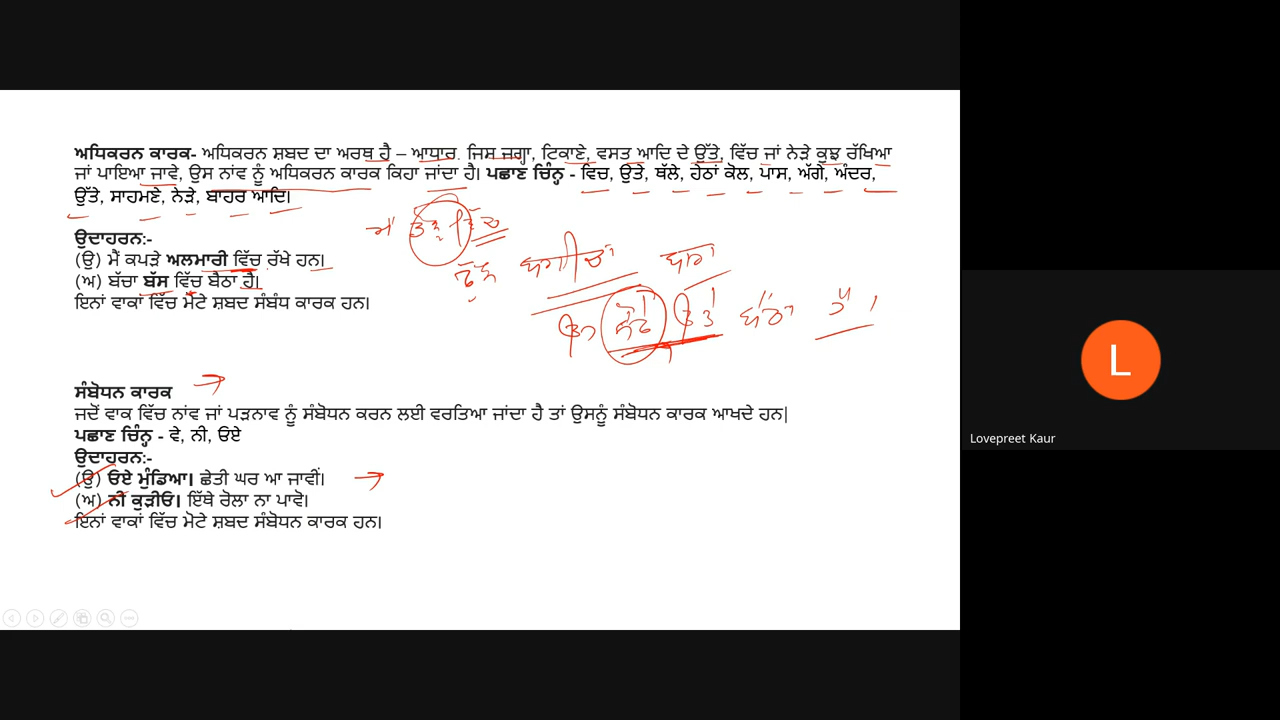 ਅਧਿਕਰਨ ਕਾਰਕ- ਅਧਿਕਰਨ ਸ਼ਬਦ ਦਾ ਅਰਥ ਹੈ – ਆਧਾਰ. ਜਿਸ ਜਗ੍ਹਾ, ਟਿਕਾਣੇ, ਵਸਤ ਆਦਿ ਦੇ ਉੱਤੇ, ਵਿੱਚ ਜਾਂ ਨੇੜੇ ਕੁਝ ਰੱਖਿਆ
ਜਾਂ ਪਾਇਆ ਜਾਵੇ, ਉਸ ਨਾਂਵ ਨੂੰ ਅਧਿਕਰਨ ਕਾਰਕ ਕਿਹਾ ਜਾਂਦਾ ਹੈ। ਪਛਾਣ ਚਿੰਨ੍ਹ - ਵਿਚ, ਉਤੇ, ਥੱਲੇ, ਹੇਠਾਂ ਕੋਲ, ਪਾਸ, ਅੱਗੇ, ਅੰਦਰ,
ਉੱਤੇ, ਸਾਹਮਣੇ, ਨੇੜੇ, ਬਾਹਰ ਆਦਿ।
ਉਦਾਹਰਨ:-
(ੳ) ਮੈਂ ਕਪੜੇ ਅਲਮਾਰੀ ਵਿੱਚ ਰੱਖੇ ਹਨ।
(ਅ) ਬੱਚਾ ਬੱਸ ਵਿੱਚ ਬੈਠਾ ਹੈ।
ਇਨਾਂ ਵਾਕਾਂ ਵਿੱਚ ਮੋਟੇ ਸ਼ਬਦ ਸੰਬੰਧ ਕਾਰਕ ਹਨ।
ਸੰਬੋਧਨ ਕਾਰਕ
ਜਦੋਂ ਵਾਕ ਵਿੱਚ ਨਾਂਵ ਜਾਂ ਪੜਨਾਵ ਨੂੰ ਸੰਬੋਧਨ ਕਰਨ ਲਈ ਵਰਤਿਆ ਜਾਂਦਾ ਹੈ ਤਾਂ ਉਸਨੂੰ ਸੰਬੋਧਨ ਕਾਰਕ ਆਖਦੇ ਹਨ|
ਪਛਾਣ ਚਿੰਨ੍ਹ - ਵੇ, ਨੀ, ਓਏ
ਉਦਾਹਰਨ:-
(ੳ) ਓਏ ਮੁੰਡਿਆ। ਛੇਤੀ ਘਰ ਆ ਜਾਵੀਂ।
(ਅ) ਨੀ ਕੁੜੀਓ। ਇੱਥੇ ਰੋਲਾ ਨਾ ਪਾਵੋ।
ਇਨਾਂ ਵਾਕਾਂ ਵਿੱਚ ਮੋਟੇ ਸ਼ਬਦ ਸੰਬੋਧਨ ਕਾਰਕ ਹਨ।
L
Lovepreet Kaur